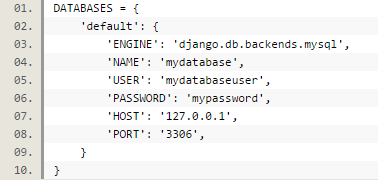 01. DATABASES = {
02.     'default': {
03.         'ENGINE': 'django.db.backends.mysql',
04.         'NAME': 'mydatabase',
05.         'USER': 'mydatabaseuser',
06.         'PASSWORD': 'mypassword',
07.         'HOST': '127.0.0.1',
08.         'PORT': '3306',
09.     }
10. }